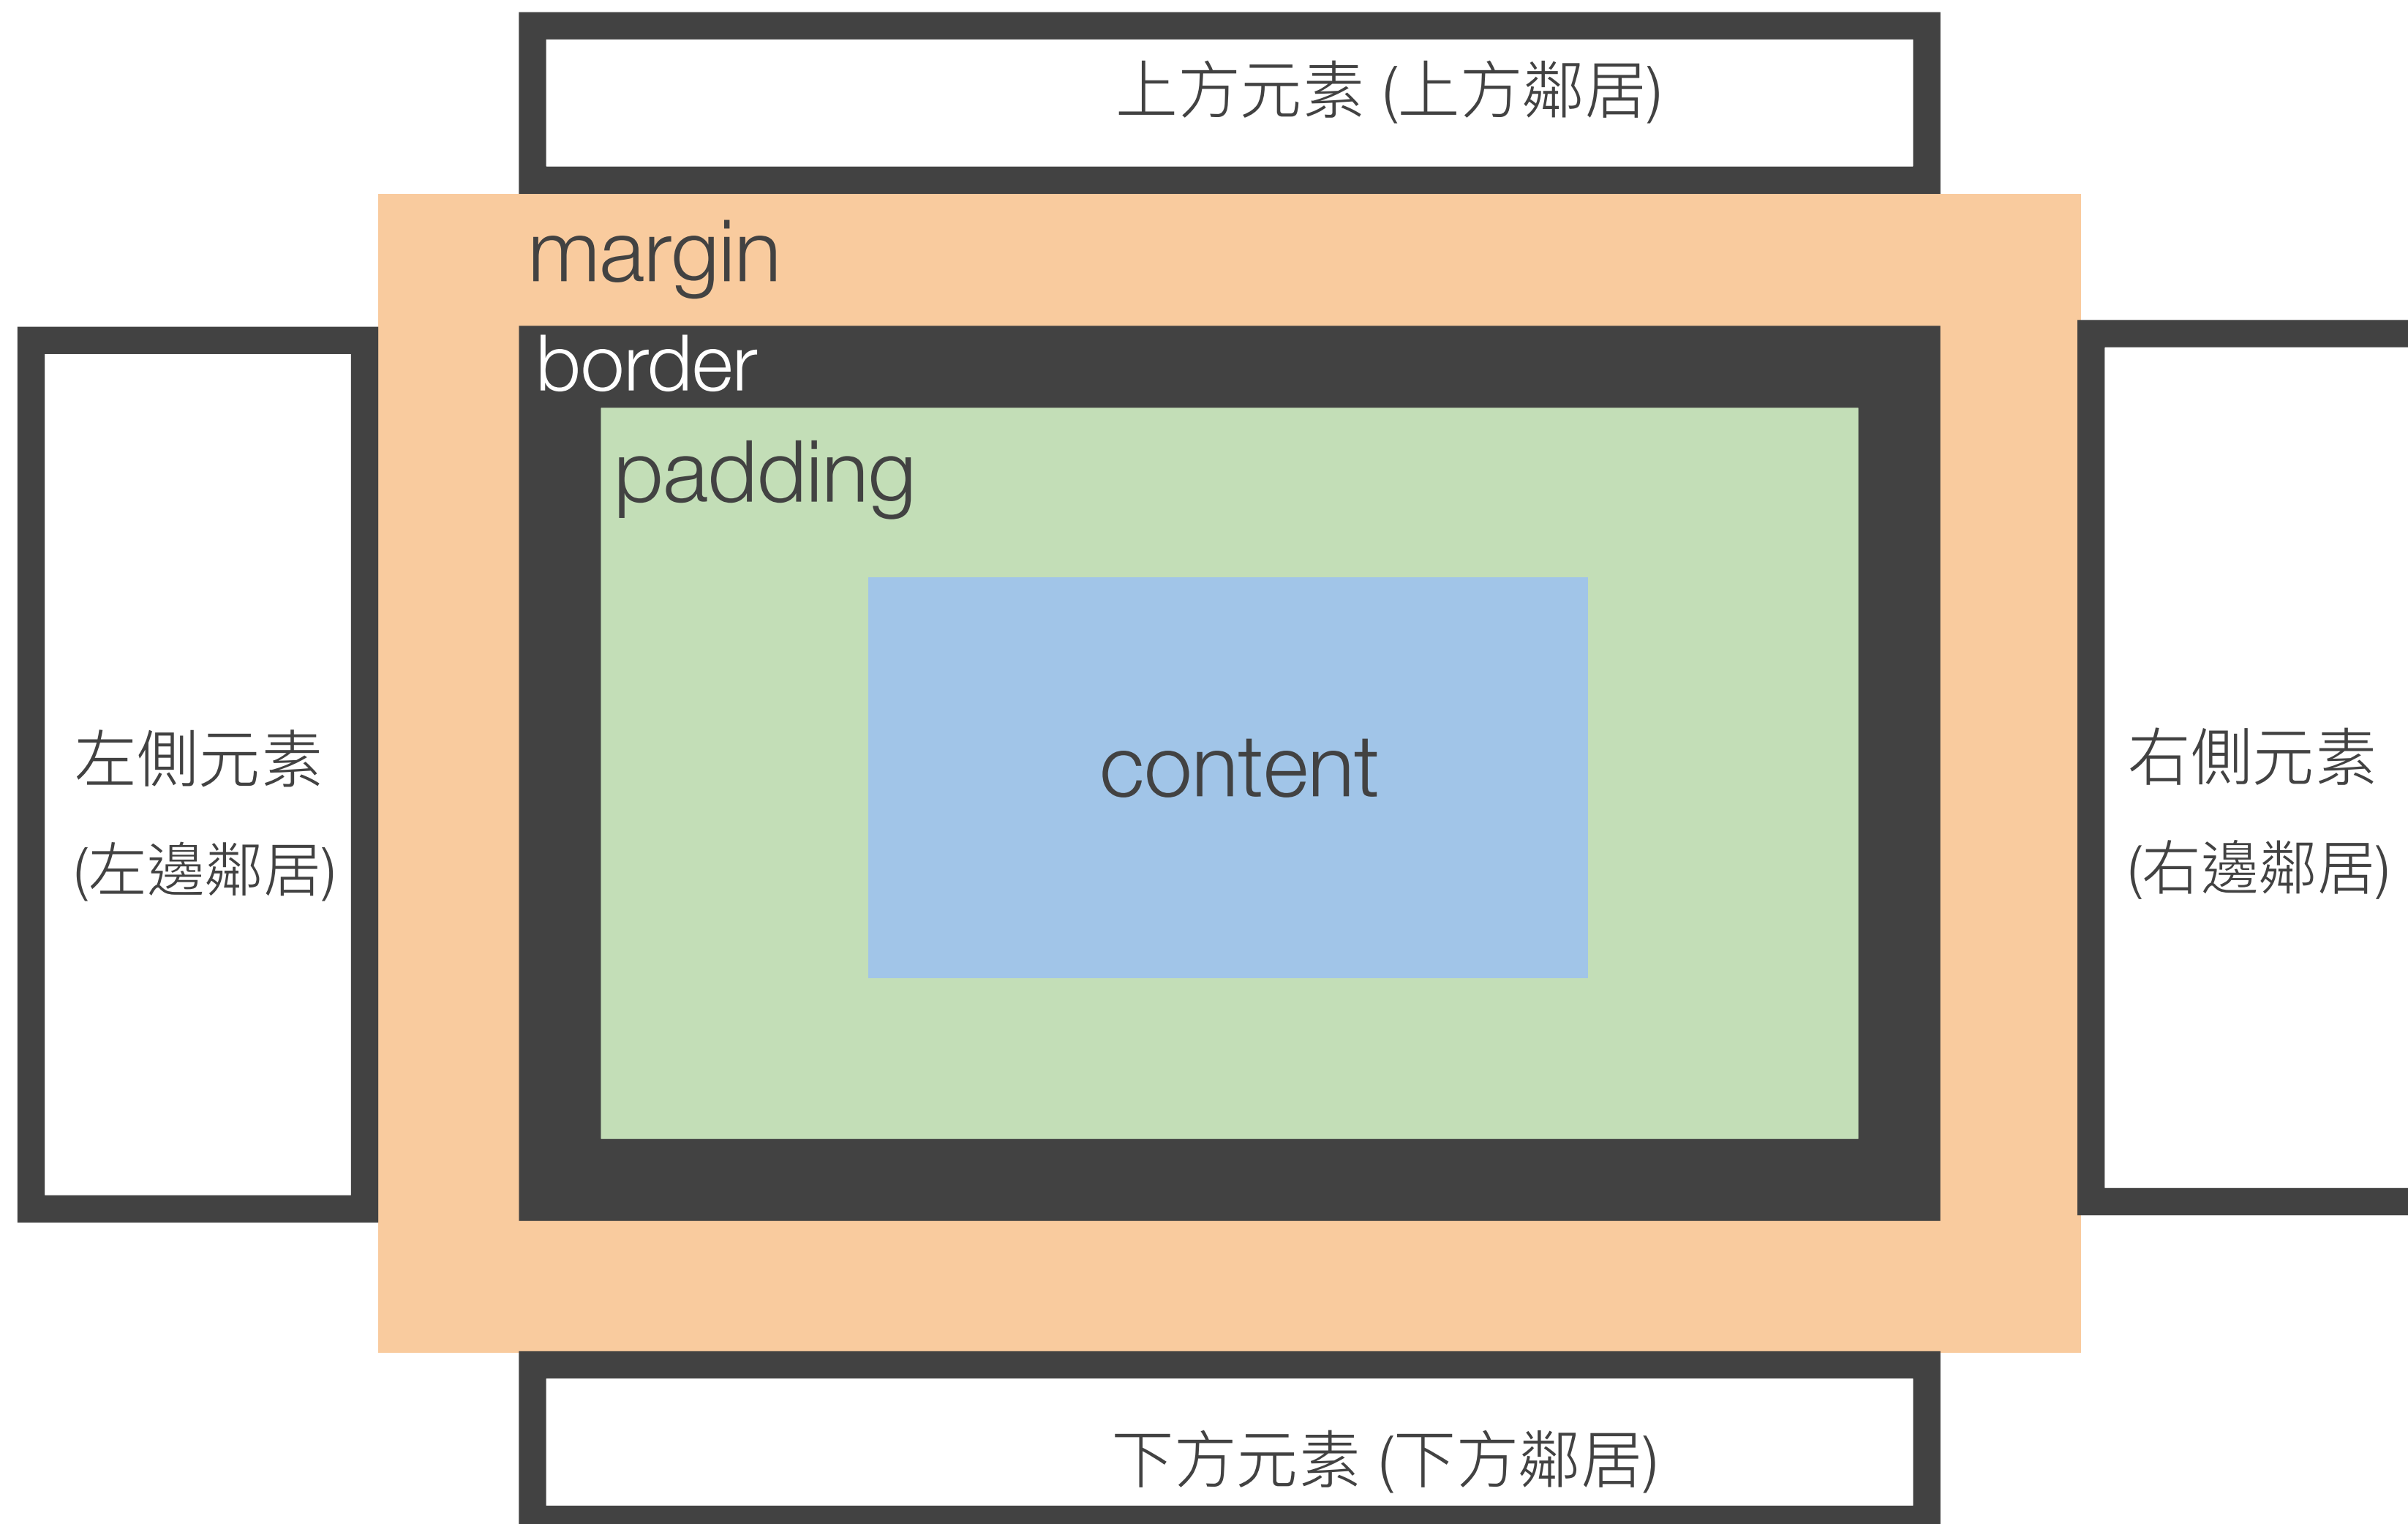 上方元素 (上方鄰居)
margin
border
padding
content
左側元素
(左邊鄰居)
右側元素
(右邊鄰居)
下方元素 (下方鄰居)